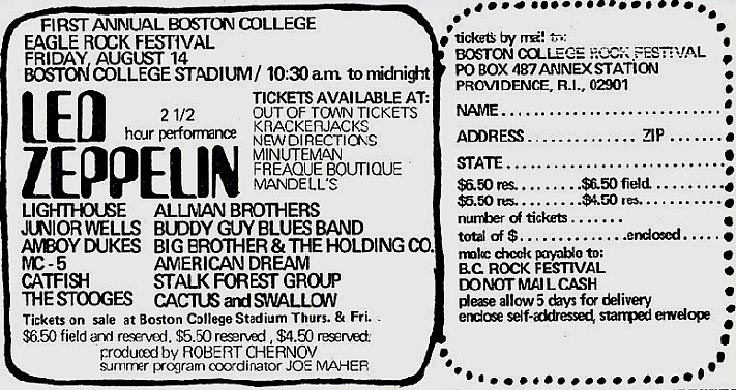 FIRST ANNUAL BOSTON COLLEGE
EAGLE ROCK FESTIVAL
FRIDAY, AUGUST 14
BOSTON COLLEGE STADIUM / 10:30 a.m. to midnight
LED
ZEPPELIN
2 1/2
hour performance
TICKETS AVAILABLE AT:
OUT OF TOWN TICKETS
KRACKERJACKS
NEW DIRECTIONS
MINUTEMAN
FREAQUE BOUTIQUE
MANDELL'S
LIGHTHOUSE ALLMAN BROTHERS
JUNIOR WELLS BUDDY GUY BLUES BAND
AMBOY DUKES BIG BROTHER & THE HOLDING CO.
MC-5 AMERICAN DREAM
CATFISH STALK FOREST GROUP
THE STOOGES CACTUS and SWALLOW
Tickets on sale at Boston College Stadium Thurs. & Fri.
$6.50 field and reserved, $5.50 reserved, $4.50 reserved.
produced by ROBERT CHERNOV
summer program coordinator JOE MAHER
tickets by mail to:
BOSTON COLLEGE ROCK FESTIVAL
PO BOX 487 ANNEX STATION
PROVIDENCE, R.I., 02901
NAME........................
ADDRESS.............. ZIP.......
STATE........................
$6.50 res.........$6.50 field..........
$5.50 res.........$4.50 res...........
number of tickets.......
total of $..............enclosed.....
make check payable to:
B.C. ROCK FESTIVAL
DO NOT MAIL CASH
please allow 5 days for delivery
enclose self-addressed, stamped envelope